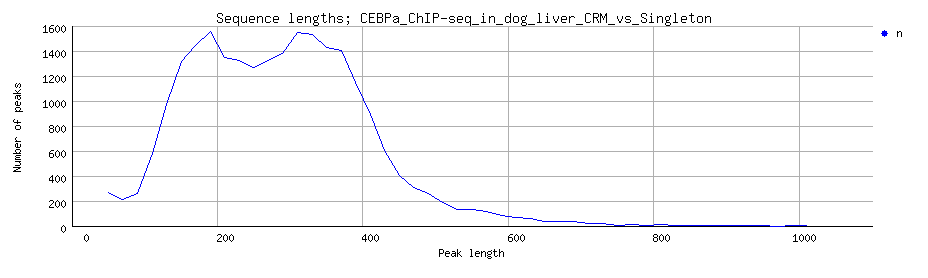 Sequence lengths; CEBPa_ChIP-seq_in_dog_liver_CRM_vs_Singleton
n
Number of peaks
1600
1400
1200
1000
800
600
400
200
0
0 200 400 600 800 1000
Peak length